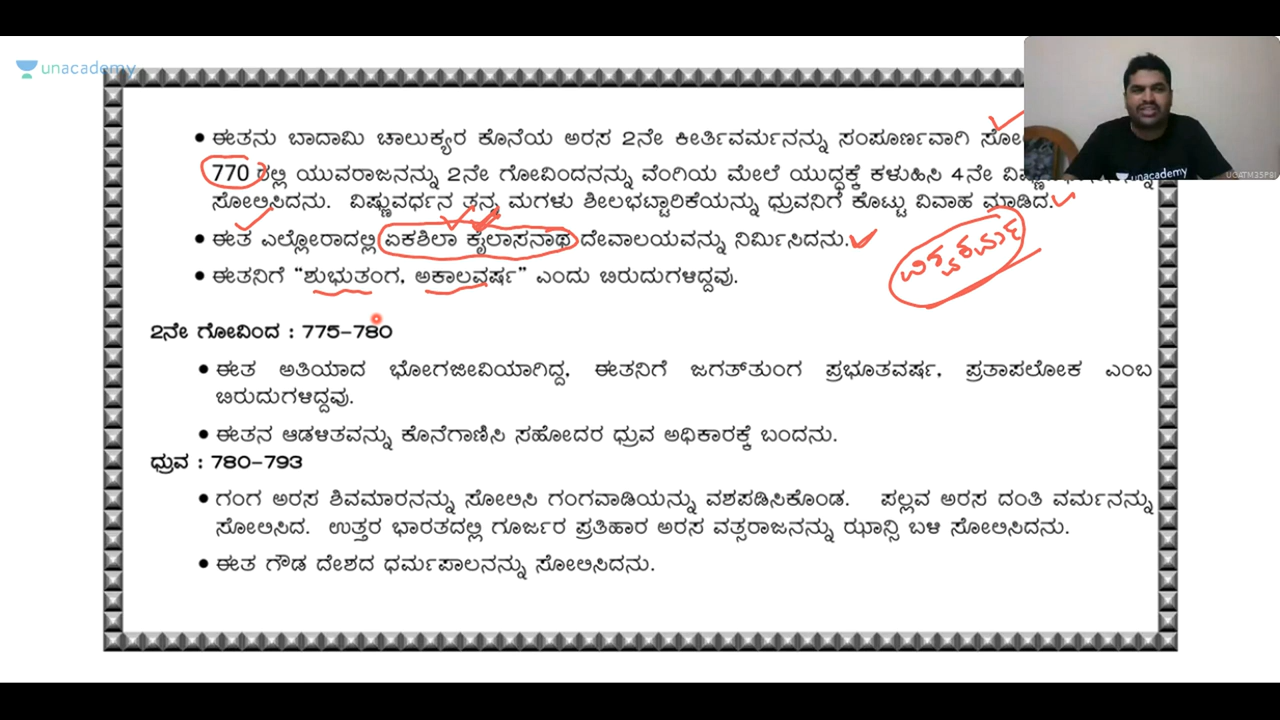 unacademy
• ಈತನು ಬಾದಾಮಿ ಚಾಲುಕ್ಯರ ಕೊನೆಯ ಅರಸ 2ನೇ ಕೀರ್ತಿವರ್ಮನನ್ನು ಸಂಪೂರ್ಣವಾಗಿ
770 ರಲ್ಲಿ ಯುವರಾಜನನ್ನು 2ನೇ ಗೋವಿಂದನನ್ನು ವೆಂಗಿಯ ಮೇಲೆ ಯುದ್ಧಕ್ಕೆ ಕಳುಹಿಸಿ 4ನೇ
ಸೋಲಿಸಿದನು. ವಿಷ್ಣುವರ್ಧನ ತನ್ನ ಮಗಳು ಶೀಲಭಟ್ಟಾರಿಕೆಯನ್ನು ಧ್ರುವನಿಗೆ ಕೊಟ್ಟು ವಿವಾಹ ಮಾಡಿದ.
• ಈತ ಎಲ್ಲೋರಾದಲ್ಲಿ ಏಕಶಿಲಾ ಕೈಲಾಸನಾಥ ದೇವಾಲಯವನ್ನು ನಿರ್ಮಿಸಿದನು.
ವಿಶ್ವಕರ್ಮ
• ಈತನಿಗೆ “ಶುಭುತಂಗ, ಅಕಾಲವರ್ಷ” ಎಂದು ಬಿರುದುಗಳಿದ್ದವು.
2ನೇ ಗೋವಿಂದ : 775-780
• ಈತ ಅತಿಯಾದ ಭೋಗಜೀವಿಯಾಗಿದ್ದ, ಈತನಿಗೆ ಜಗತ್‌ತುಂಗ ಪ್ರಭೂತವರ್ಷ, ಪ್ರತಾಪಲೋಕ ಎಂಬ
ಬಿರುದುಗಳಿದ್ದವು.
• ಈತನ ಆಡಳಿತವನ್ನು ಕೊನೆಗಾಣಿಸಿ ಸಹೋದರ ಧ್ರುವ ಅಧಿಕಾರಕ್ಕೆ ಬಂದನು.
ಧ್ರುವ : 780-793
• ಗಂಗ ಅರಸ ಶಿವಮಾರನನ್ನು ಸೋಲಿಸಿ ಗಂಗವಾಡಿಯನ್ನು ವಶಪಡಿಸಿಕೊಂಡ. ಪಲ್ಲವ ಅರಸ ದಂತಿ ವರ್ಮನನ್ನು
ಸೋಲಿಸಿದ. ಉತ್ತರ ಭಾರತದಲ್ಲಿ ಗೂರ್ಜರ ಪ್ರತಿಹಾರ ಅರಸ ವತ್ಸರಾಜನನ್ನು ಝಾನ್ಸಿ ಬಳಿ ಸೋಲಿಸಿದನು.
• ಈತ ಗೌಡ ದೇಶದ ಧರ್ಮಪಾಲನನ್ನು ಸೋಲಿಸಿದನು.
unacademy